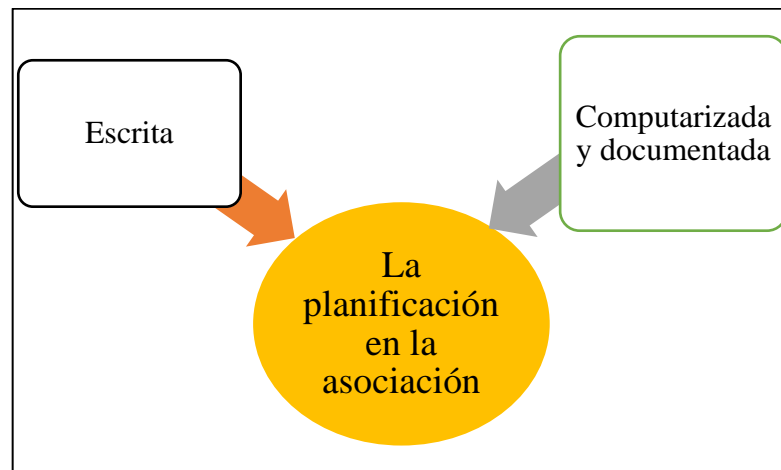 Escrita
Computarizada
y documentada
La
planificación
en la
asociación